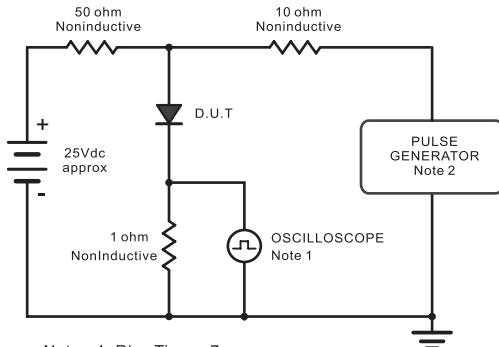 50 ohm
Noninductive
10 ohm
Noninductive
D.U.T
+
25Vdc
approx
-
PULSE
GENERATOR
Note 2
1 ohm
NonInductive
OSCILLOSCOPE
Note 1